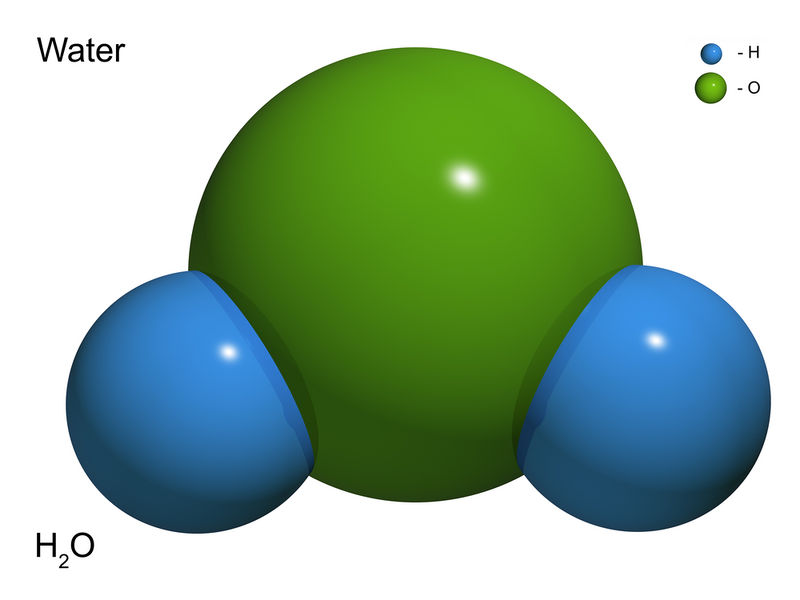 Water
- H
- O
H₂O